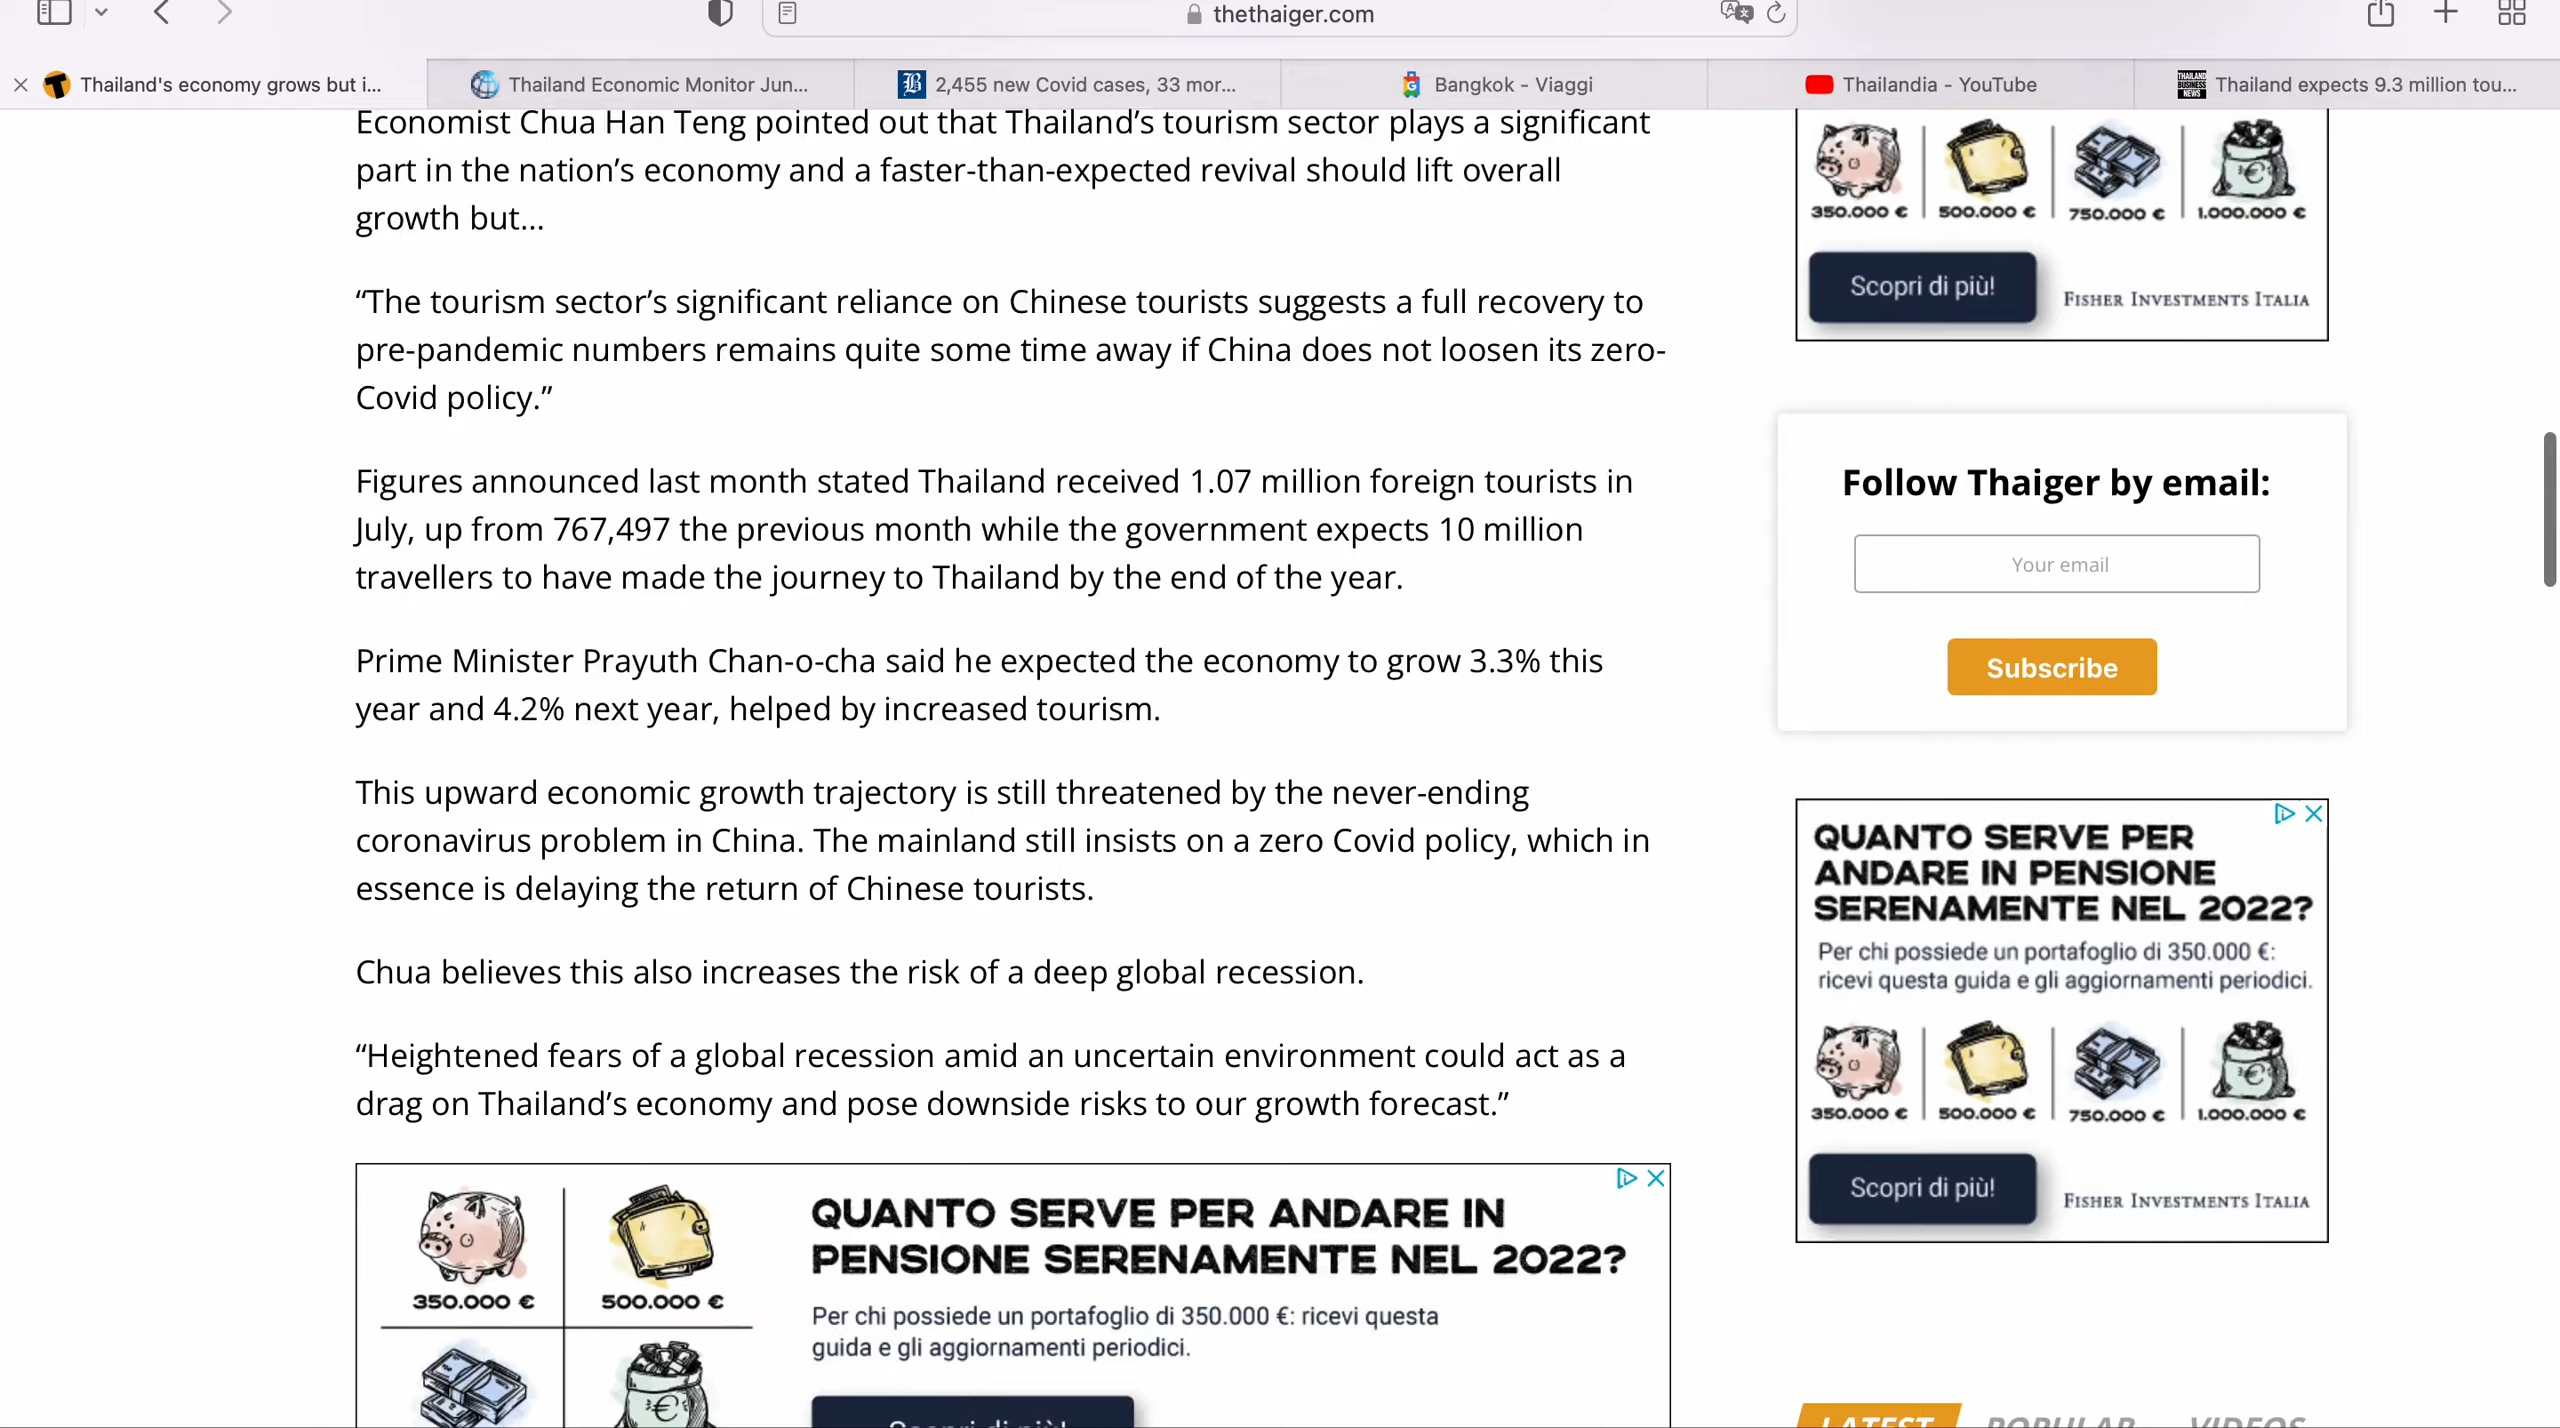 thethaiger.com
Thailand's economy grows but i...
Thailand Economic Monitor Jun...
2,455 new Covid cases, 33 mor...
Bangkok - Viaggi
Thailandia - YouTube
Thailand expects 9.3 million tou...
Economist Chua Han Teng pointed out that Thailand’s tourism sector plays a significant
part in the nation’s economy and a faster-than-expected revival should lift overall
growth but…
“The tourism sector’s significant reliance on Chinese tourists suggests a full recovery to
pre-pandemic numbers remains quite some time away if China does not loosen its zero-
Covid policy.”
Figures announced last month stated Thailand received 1.07 million foreign tourists in
July, up from 767,497 the previous month while the government expects 10 million
travellers to have made the journey to Thailand by the end of the year.
Prime Minister Prayuth Chan-o-cha said he expected the economy to grow 3.3% this
year and 4.2% next year, helped by increased tourism.
This upward economic growth trajectory is still threatened by the never-ending
coronavirus problem in China. The mainland still insists on a zero Covid policy, which in
essence is delaying the return of Chinese tourists.
Chua believes this also increases the risk of a deep global recession.
“Heightened fears of a global recession amid an uncertain environment could act as a
drag on Thailand’s economy and pose downside risks to our growth forecast.”
QUANTO SERVE PER ANDARE IN
PENSIONE SERENAMENTE NEL 2022?
350.000 € 500.000 €
Per chi possiede un portafoglio di 350.000 €: ricevi questa
guida e gli aggiornamenti periodici.
Scopri di più!
350.000 € 500.000 € 750.000 € 1.000.000 €
Scopri di più! FISHER INVESTMENTS ITALIA
Follow Thaiger by email:
Your email
Subscribe
QUANTO SERVE PER
ANDARE IN PENSIONE
SERENAMENTE NEL 2022?
Per chi possiede un portafoglio di 350.000 €:
ricevi questa guida e gli aggiornamenti periodici.
350.000 € 500.000 € 750.000 € 1.000.000 €
Scopri di più! FISHER INVESTMENTS ITALIA
LATEST POPULAR VIDEOS